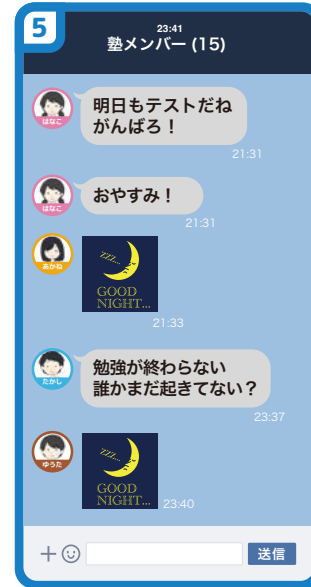 5
23:41
塾メンバー (15)
明日もテストだね
がんばろ！
はなこ
21:31
おやすみ！
はなこ
21:31
zzz...
GOOD
NIGHT...
あかね
21:33
勉強が終わらない
誰かまだ起きてない？
たかし
23:37
zzz...
GOOD
NIGHT...
ゆうた
23:40
送信